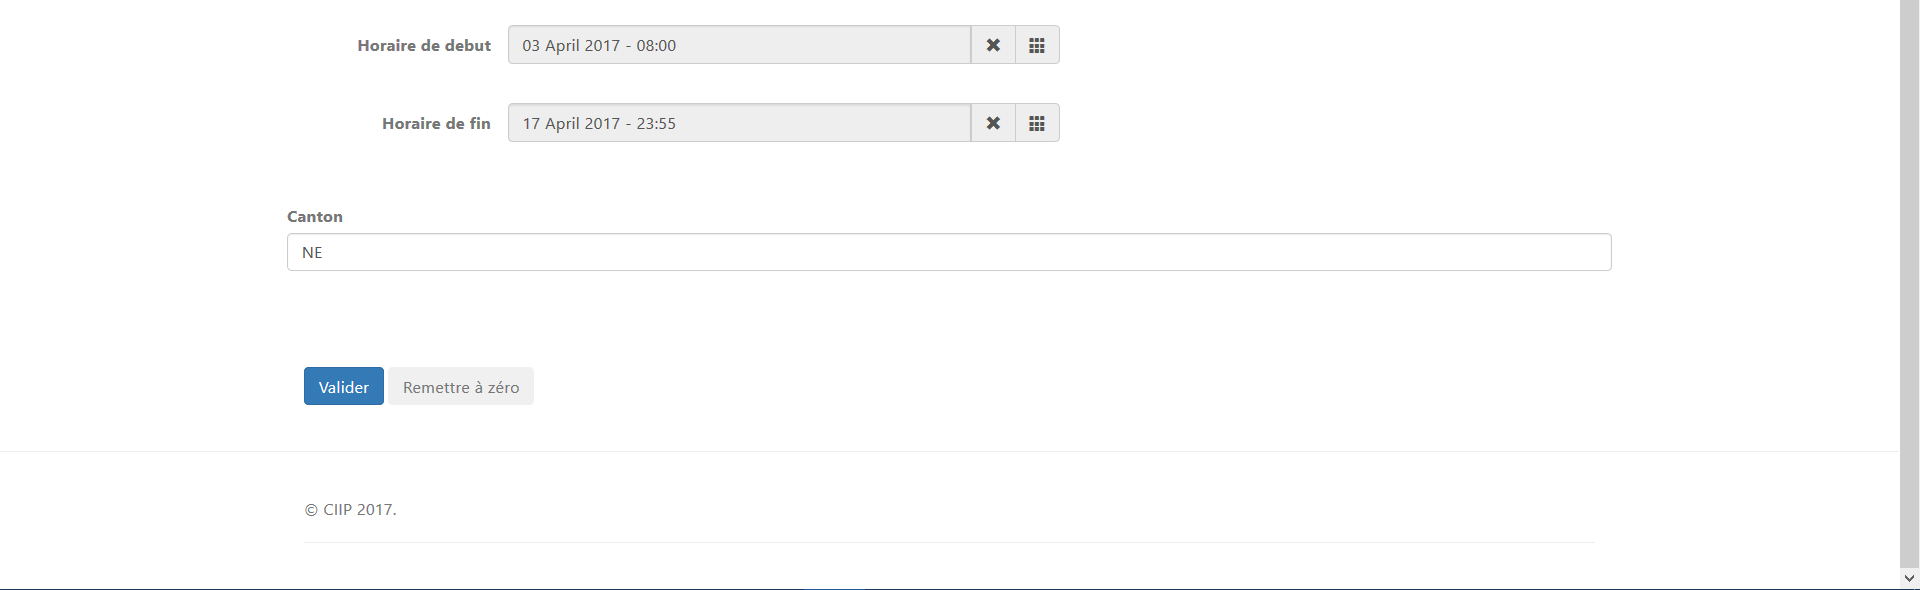 Horaire de debut 03 April 2017 - 08:00
Horaire de fin 17 April 2017 - 23:55
Canton
NE
Valider Remettre à zéro
© CIIP 2017.